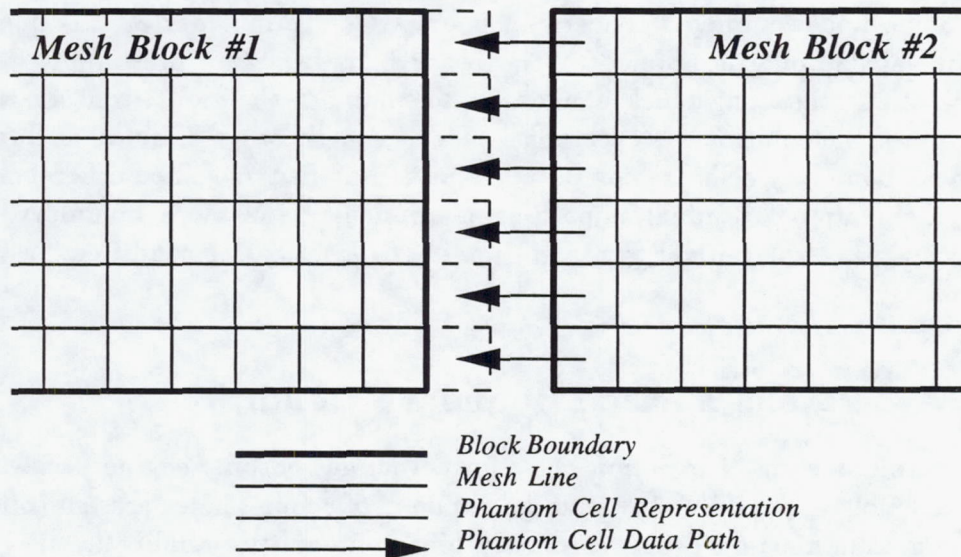 Mesh Block #1
Mesh Block #2
Block Boundary
Mesh Line
Phantom Cell Representation
Phantom Cell Data Path